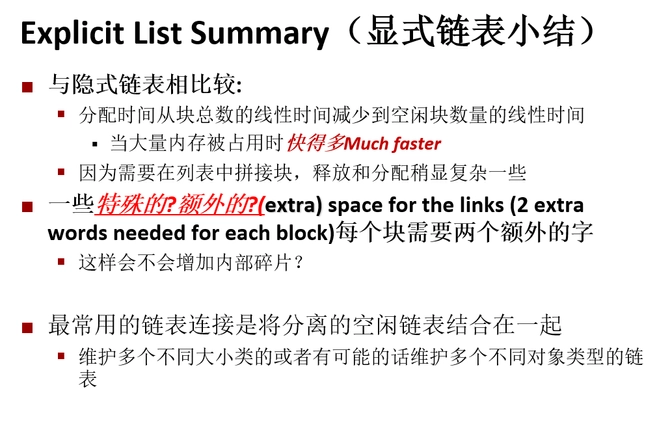 Explicit List Summary（显式链表小结）
与隐式链表相比较:
分配时间从块总数的线性时间减少到空闲块数量的线性时间
当大量内存被占用时快得多Much faster
因为需要在列表中拼接块，释放和分配稍显复杂一些
一些特殊的?额外的?(extra) space for the links (2 extra
words needed for each block)每个块需要两个额外的字
这样会不会增加内部碎片？
最常用的链表连接是将分离的空闲链表结合在一起
维护多个不同大小类的或者有可能的话维护多个不同对象类型的链
表